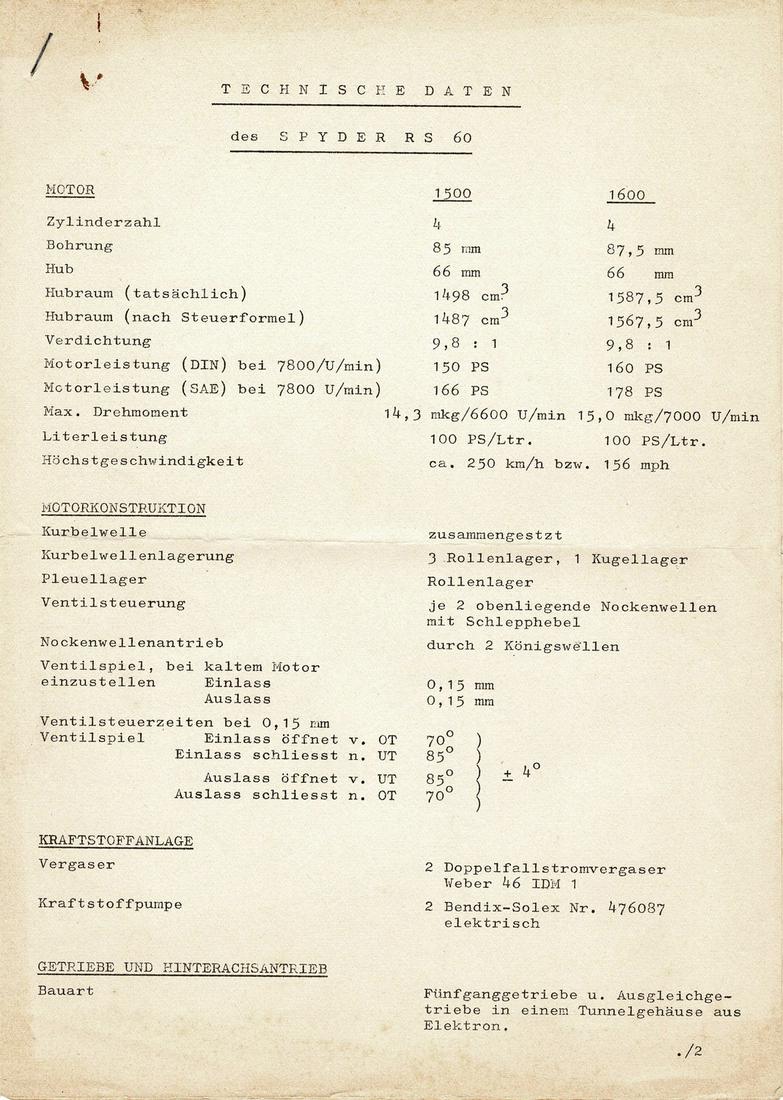 TECHNISCHE DATEN
des SPYDER RS 60
MOTOR 1500 1600
Zylinderzahl 4 4
Bohrung 85 mm 87,5 mm
Hub 66 mm 66 mm
Hubraum (tatsächlich) 1498 cm³ 1587,5 cm³
Hubraum (nach Steuerformel) 1487 cm³ 1567,5 cm³
Verdichtung 9,8 : 1 9,8 : 1
Motorleistung (DIN) bei 7800/U/min) 150 PS 160 PS
Motorleistung (SAE) bei 7800 U/min) 166 PS 178 PS
Max. Drehmoment 14,3 mkg/6600 U/min 15,0 mkg/7000 U/min
Literleistung 100 PS/Ltr. 100 PS/Ltr.
Höchstgeschwindigkeit ca. 250 km/h bzw. 156 mph
MOTORKONSTRUKTION
Kurbelwelle zusammengestzt
Kurbelwellenlagerung 3 Rollenlager, 1 Kugellager
Pleuellager Rollenlager
Ventilsteuerung je 2 obenliegende Nockenwellen
mit Schlepphebel
Nockenwellenantrieb durch 2 Königswellen
Ventilspiel, bei kaltem Motor
einzustellen Einlass 0,15 mm
Auslass 0,15 mm
Ventilsteuerzeiten bei 0,15 mm
Ventilspiel Einlass öffnet v. OT 70° )
Einlass schliesst n. UT 85° )
Auslass öffnet v. UT 85° ) ± 4°
Auslass schliesst n. OT 70° )
KRAFTSTOFFANLAGE
Vergaser 2 Doppelfallstromvergaser
Weber 46 IDM 1
Kraftstoffpumpe 2 Bendix-Solex Nr. 476087
elektrisch
GETRIEBE UND HINTERACHSANTRIEB
Bauart Fünfganggetriebe u. Ausgleichge-
triebe in einem Tunnelgehäuse aus
Elektron.
./2